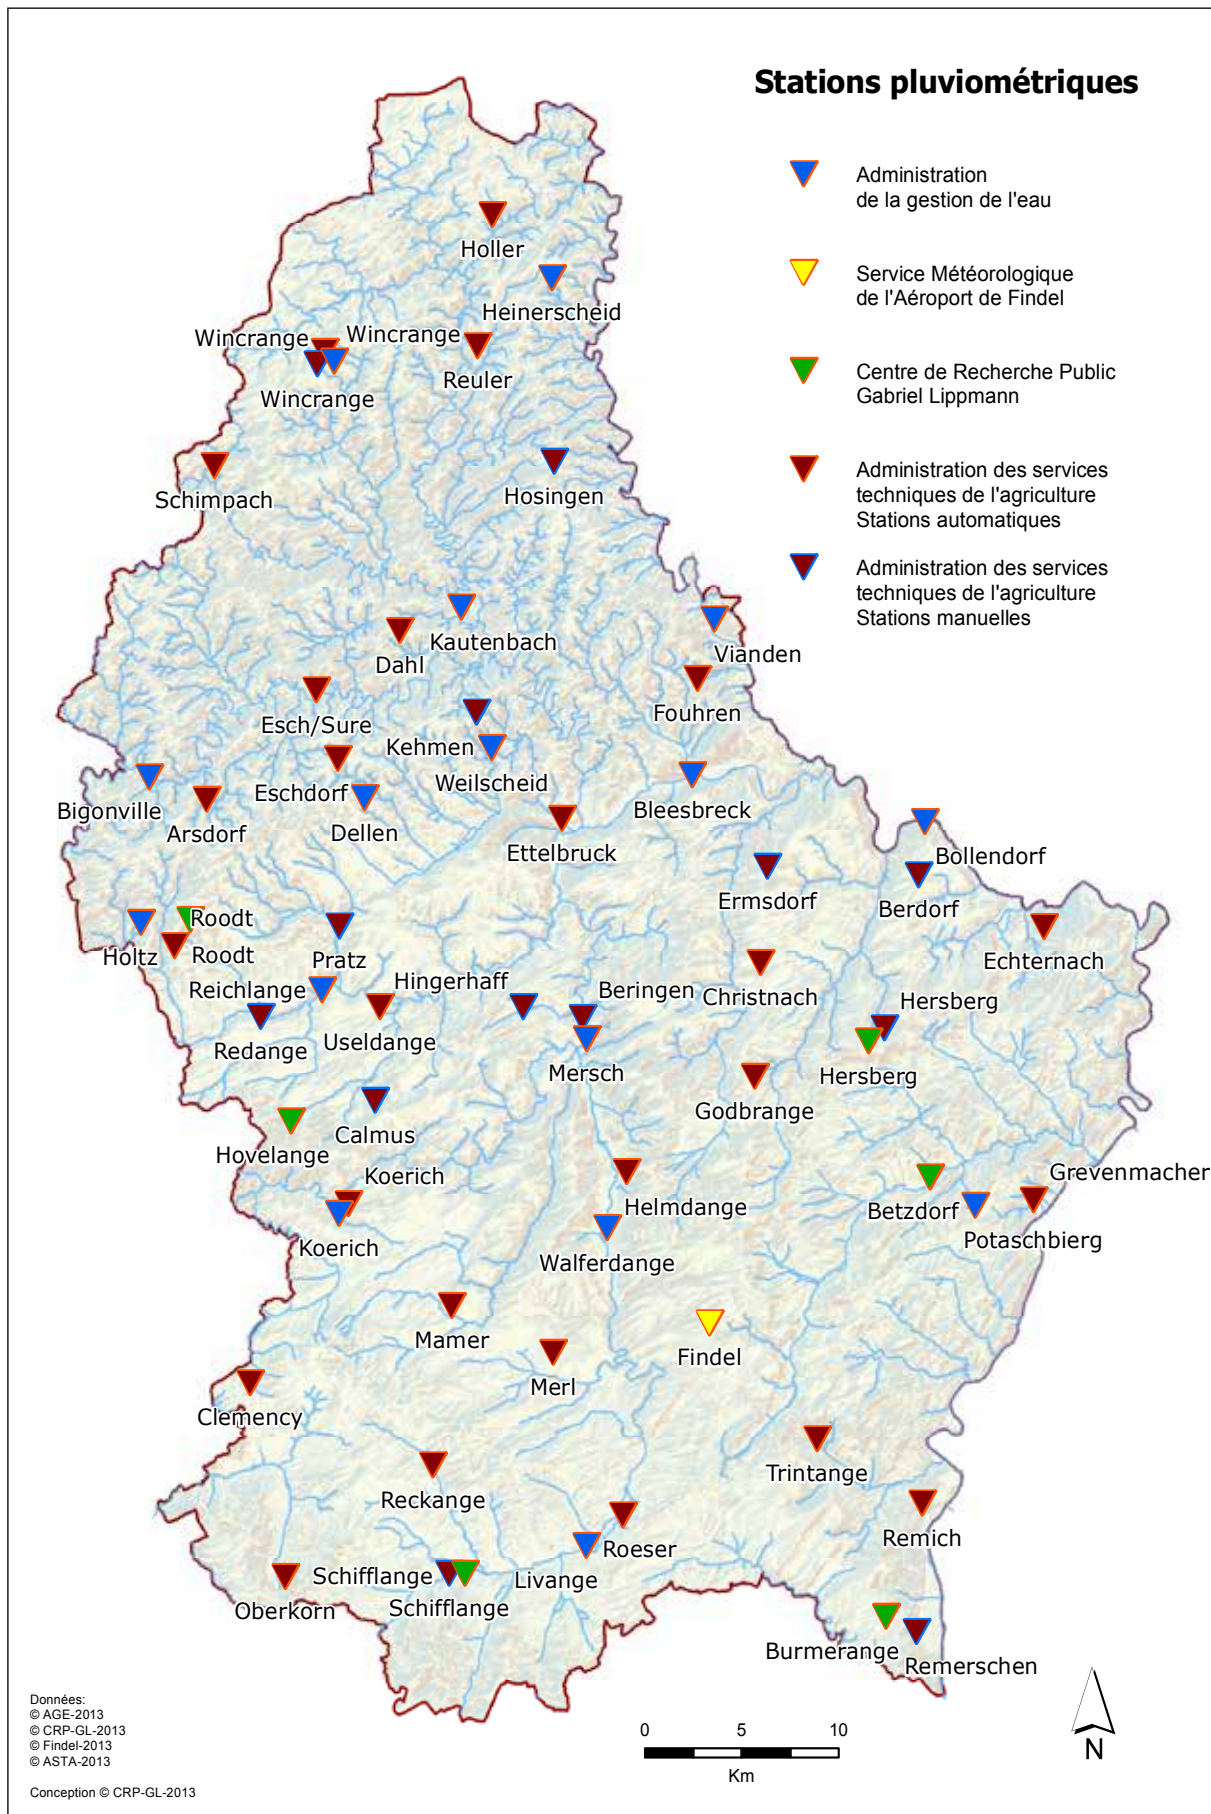 Stations pluviométriques
Administration
de la gestion de l'eau
Service Météorologique
de l'Aéroport de Findel
Centre de Recherche Public
Gabriel Lippmann
Administration des services
techniques de l'agriculture
Stations automatiques
Administration des services
techniques de l'agriculture
Stations manuelles
Holler
Heinerscheid
Wincrange
Wincrange
Reuler
Wincrange
Schimpach
Hosingen
Kautenbach
Dahl
Vianden
Esch/Sure
Fouhren
Kehmen
Weilscheid
Eschdorf
Bigonville
Arsdorf
Dellen
Bleesbreck
Ettelbruck
Bollendorf
Ermsdorf
Berdorf
Roodt
Holtz
Roodt
Pratz
Echternach
Reichlange
Hingerhaff
Beringen
Christnach
Hersberg
Redange
Useldange
Mersch
Hersberg
Godbrange
Calmus
Hovelange
Koerich
Grevenmacher
Helmdange
Betzdorf
Koerich
Walferdange
Potaschbierg
Mamer
Findel
Merl
Clemency
Trintange
Reckange
Remich
Roeser
Schifflange
Livange
Oberkorn
Schifflange
Burmerange
Remerschen
Données:
© AGE-2013
© CRP-GL-2013
© Findel-2013
© ASTA-2013
Conception © CRP-GL-2013
0 5 10
Km
N